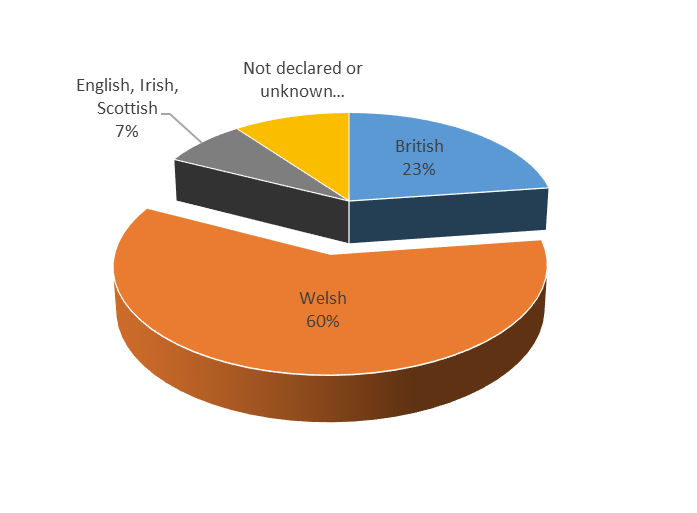 Not declared or
unknown…
English, Irish,
Scottish
7%
British
23%
Welsh
60%